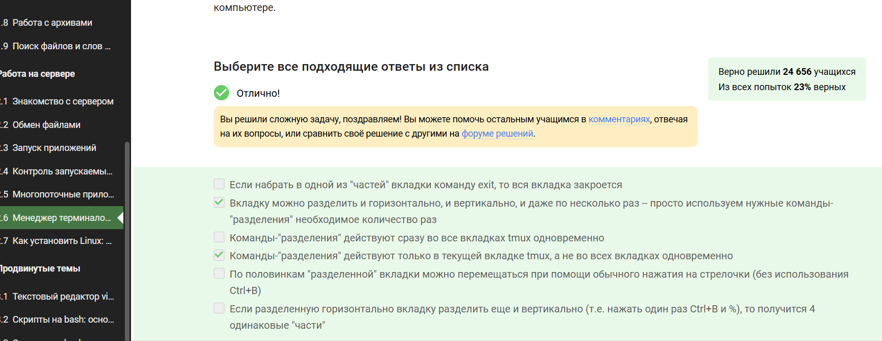 .8 Работа с архивами
.9 Поиск файлов и слов ...
Работа на сервере
.1 Знакомство с сервером
.2 Обмен файлами
.3 Запуск приложений
.4 Контроль запускаемы...
.5 Многопоточные прило...
.6 Менеджер терминало...
.7 Как установить Linux: ...
Продвинутые темы
.1 Текстовый редактор vi...
.2 Скрипты на bash: осно...
компьютере.
Выберите все подходящие ответы из списка
Отлично!
Верно решили 24 656 учащихся
Из всех попыток 23% верных
Вы решили сложную задачу, поздравляем! Вы можете помочь остальным учащимся в комментариях, отвечая
на их вопросы, или сравнить своё решение с другими на форуме решений.
Если набрать в одной из "частей" вкладки команду exit, то вся вкладка закроется
Вкладку можно разделить и горизонтально, и вертикально, и даже по несколько раз – просто используем нужные команды-
"разделения" необходимое количество раз
Команды-"разделения" действуют сразу во все вкладках tmux одновременно
Команды-"разделения" действуют только в текущей вкладке tmux, а не во всех вкладках одновременно
По половинкам "разделенной" вкладки можно перемещаться при помощи обычного нажатия на стрелочки (без использования
Ctrl+B)
Если разделенную горизонтально вкладку разделить еще и вертикально (т.е. нажать один раз Ctrl+B и %), то получится 4
одинаковые "части"